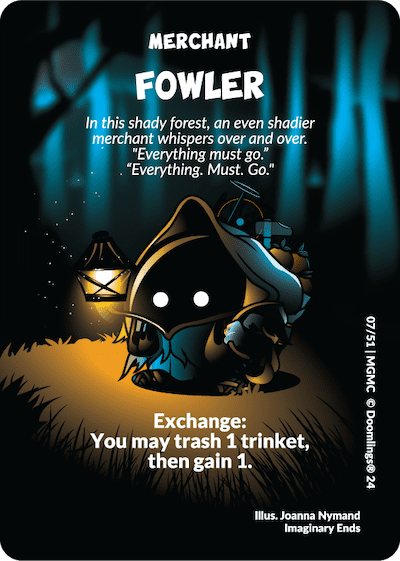 MERCHANT
FOWLER
In this shady forest, an even shadier
merchant whispers over and over.
"Everything must go.”
“Everything. Must. Go."
Exchange:
You may trash 1 trinket,
then gain 1.
07/51 | MGMC © Doomlings® 24
Illus. Joanna Nymand
Imaginary Ends